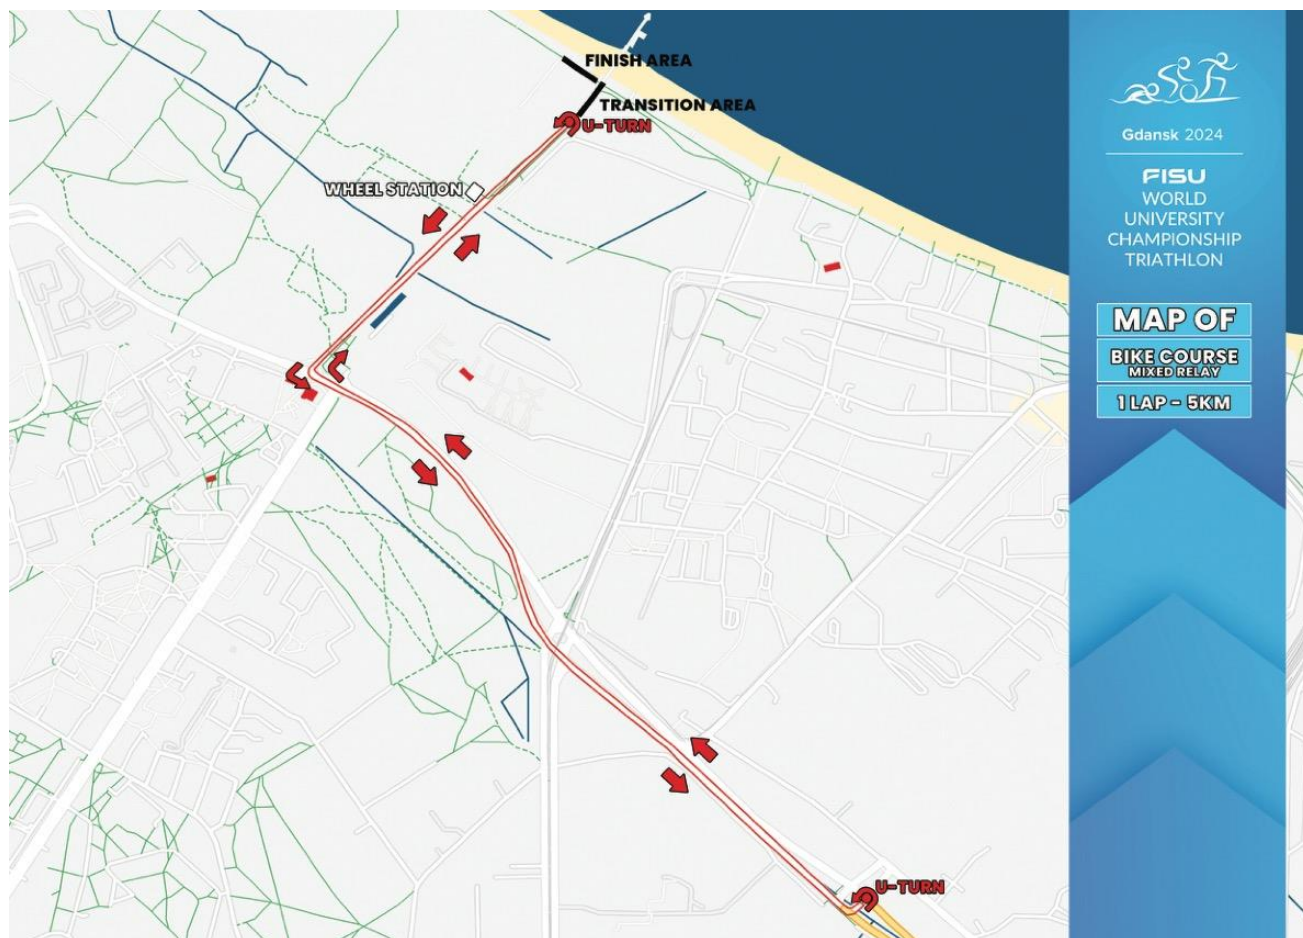 FINISH AREA
TRANSITION AREA
U-TURN
WHEEL STATION
U-TURN
Gdansk 2024
FISU
WORLD
UNIVERSITY
CHAMPIONSHIP
TRIATHLON
MAP OF
BIKE COURSE
MIXED RELAY
1 LAP - 5KM